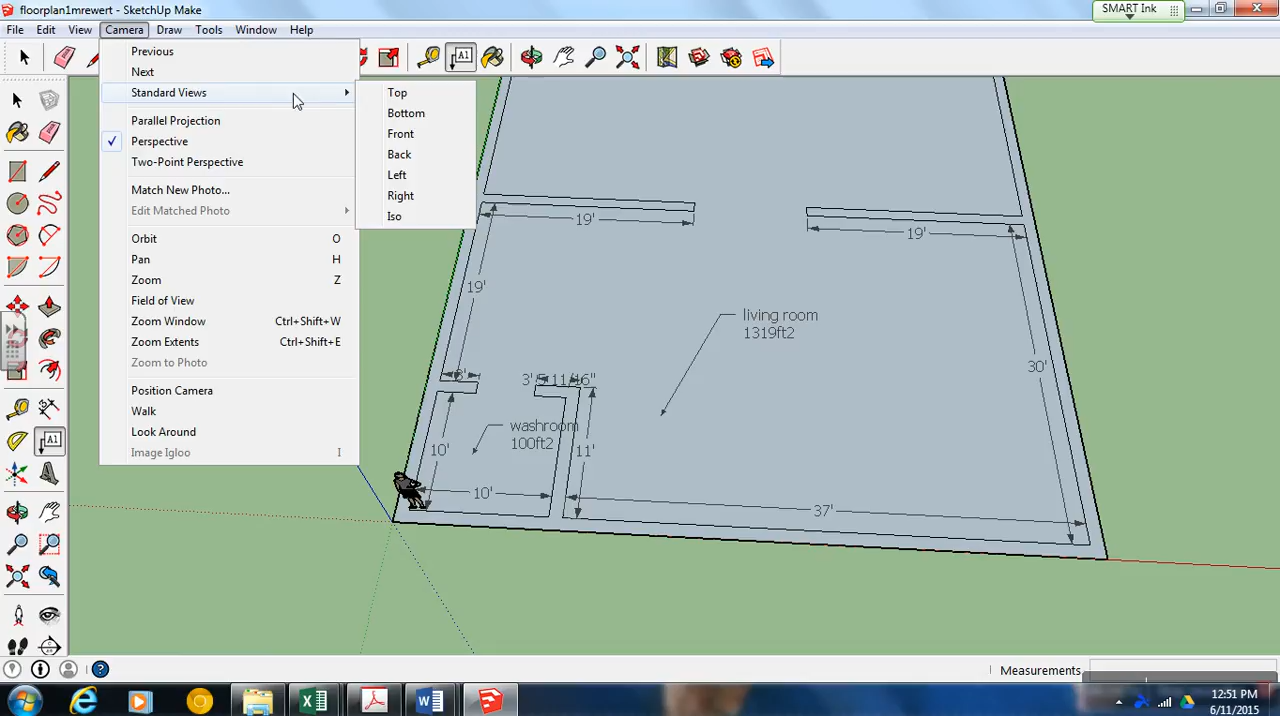 floorplan1mrewert - SketchUp Make
SMART Ink
File Edit View Camera Draw Tools Window Help
Previous
Next
Standard Views
Parallel Projection
Perspective
Two-Point Perspective
Match New Photo...
Edit Matched Photo
Orbit O
Pan H
Zoom Z
Field of View
Zoom Window Ctrl+Shift+W
Zoom Extents Ctrl+Shift+E
Zoom to Photo
Position Camera
Walk
Look Around
Image Igloo I
Top
Bottom
Front
Back
Left
Right
Iso
A1
A1
19'
19'
19'
living room
1319ft2
30'
3'
washroom
100ft2
10'
11'
10'
37'
Measurements
12:51 PM
6/11/2015